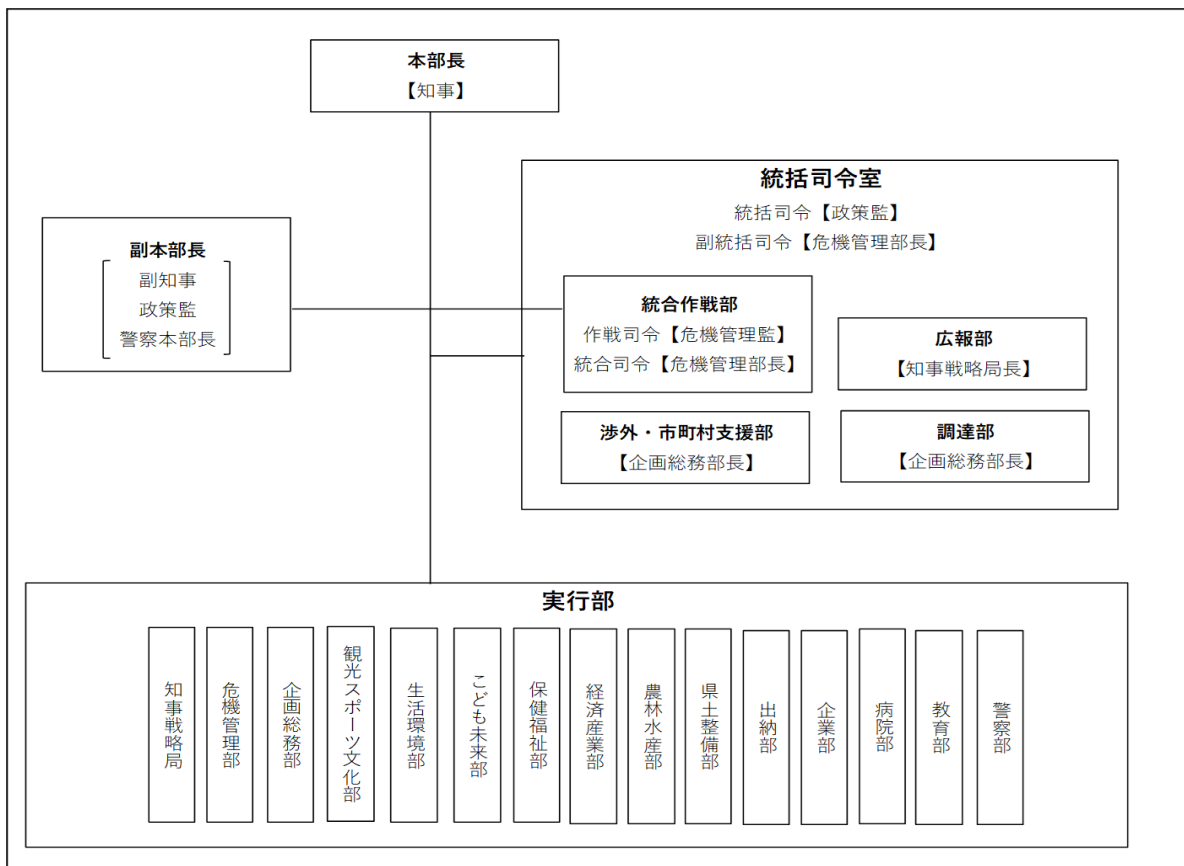 本部長
【知事】
統括司令室
統括司令【政策監】
副統括司令【危機管理部長】
副本部長
副知事
政策監
警察本部長
統合作戦部
作戦司令【危機管理監】
統合司令【危機管理部長】
広報部
【知事戦略局長】
渉外・市町村支援部
【企画総務部長】
調達部
【企画総務部長】
実行部
知事戦略局
危機管理部
企画総務部
観光スポーツ文化部
生活環境部
こども未来部
保健福祉部
経済産業部
農林水産部
県土整備部
出納部
企業部
病院部
教育部
警察部